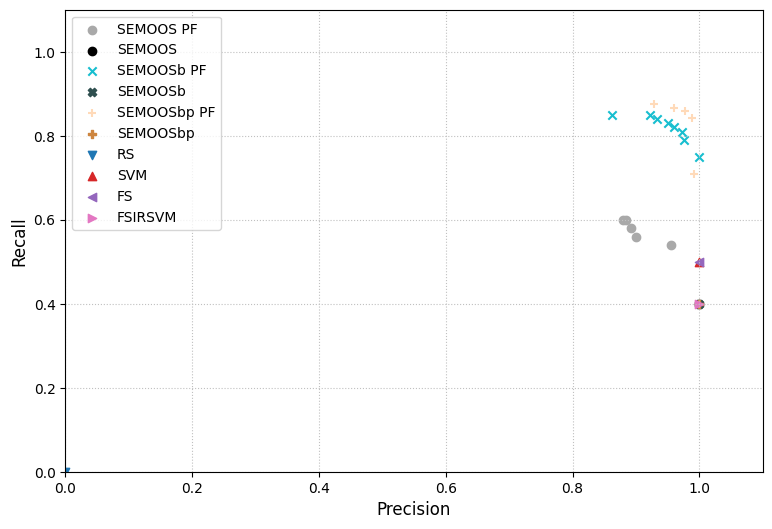 SEMOOS PF
SEMOOS
SEMOOSb PF
SEMOOSb
SEMOOSbp PF
SEMOOSbp
RS
SVM
FS
FSIRSVM
1.0
0.8
0.6
0.4
0.2
0.0
Recall
0.0 0.2 0.4 0.6 0.8 1.0
Precision